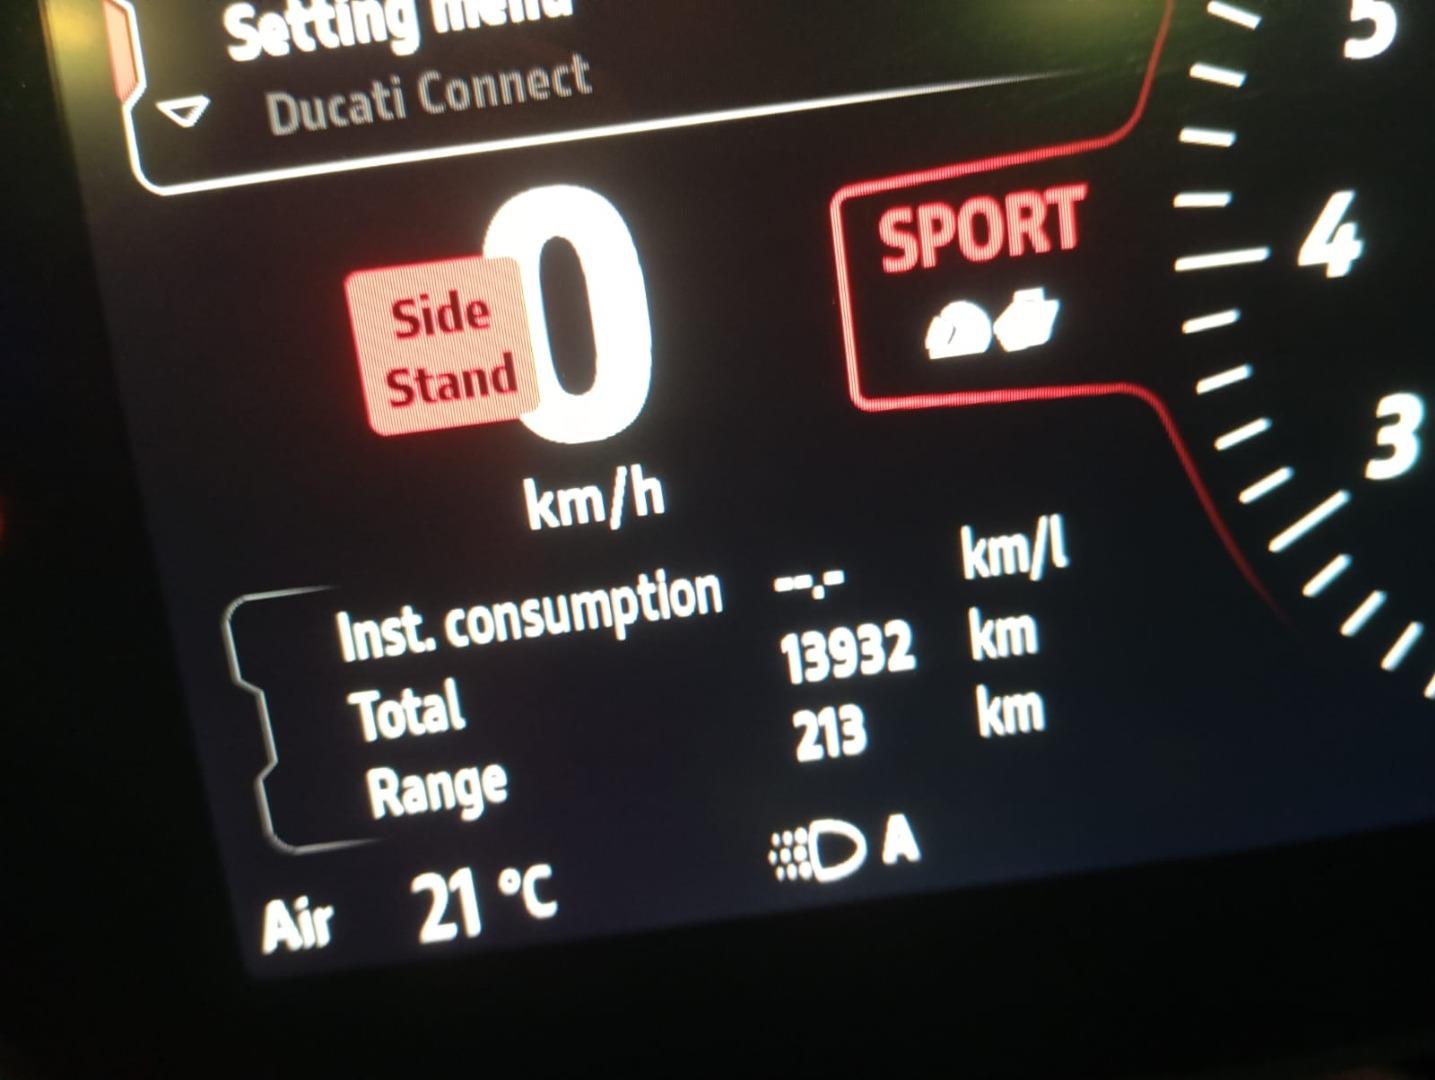 Setting menu
Ducati Connect
5
SPORT
4
Side
Stand
0
km/h
3
Inst. consumption --.- km/l
Total 13932 km
Range 213 km
A
Air 21 °C